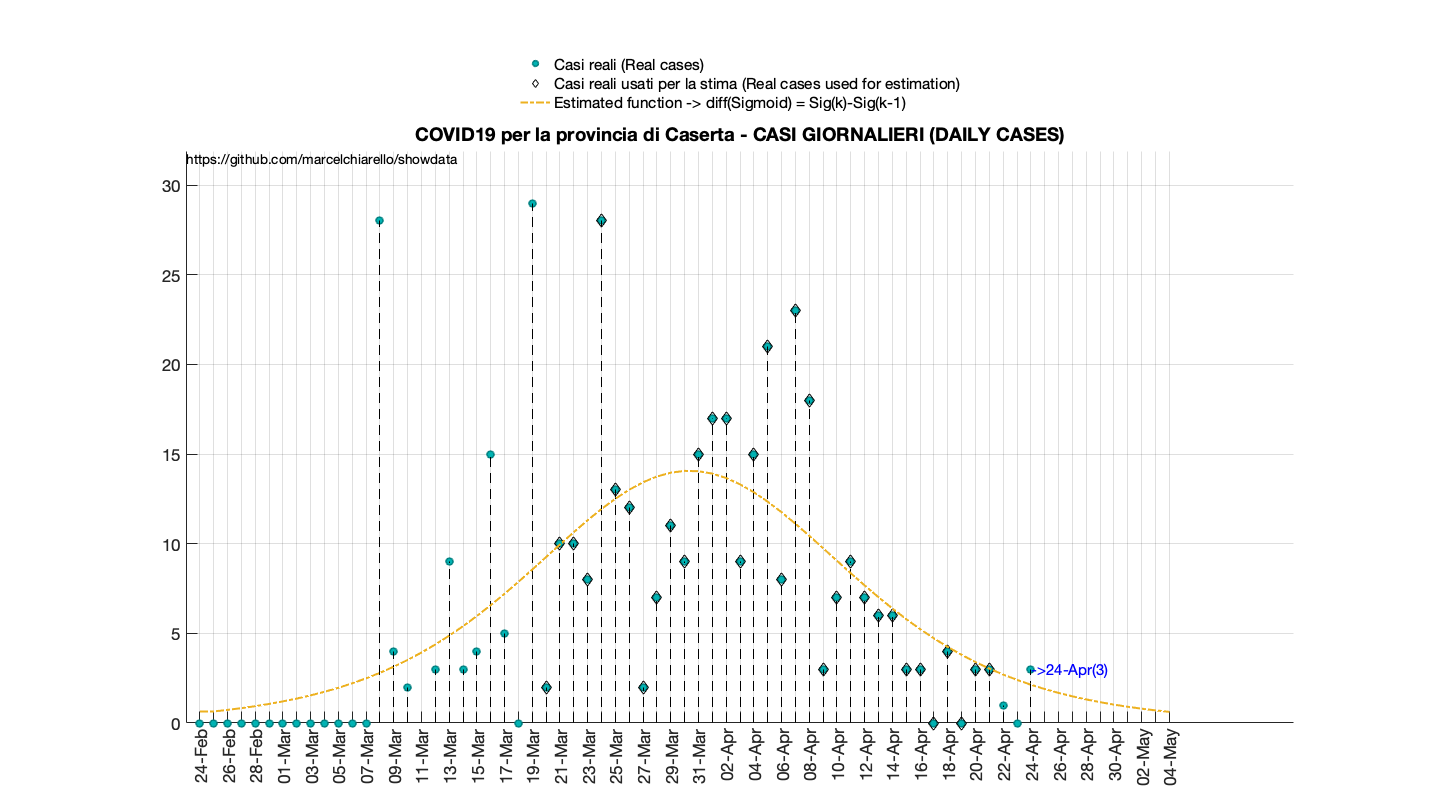 Casi reali (Real cases)
Casi reali usati per la stima (Real cases used for estimation)
Estimated function -> diff(Sigmoid) = Sig(k)-Sig(k-1)
COVID19 per la provincia di Caserta - CASI GIORNALIERI (DAILY CASES)
https://github.com/marcelchiarello/showdata
30
25
20
15
10
5
0
->24-Apr(3)
24-Feb
26-Feb
28-Feb
01-Mar
03-Mar
05-Mar
07-Mar
09-Mar
11-Mar
13-Mar
15-Mar
17-Mar
19-Mar
21-Mar
23-Mar
25-Mar
27-Mar
29-Mar
31-Mar
02-Apr
04-Apr
06-Apr
08-Apr
10-Apr
12-Apr
14-Apr
16-Apr
18-Apr
20-Apr
22-Apr
24-Apr
26-Apr
28-Apr
30-Apr
02-May
04-May